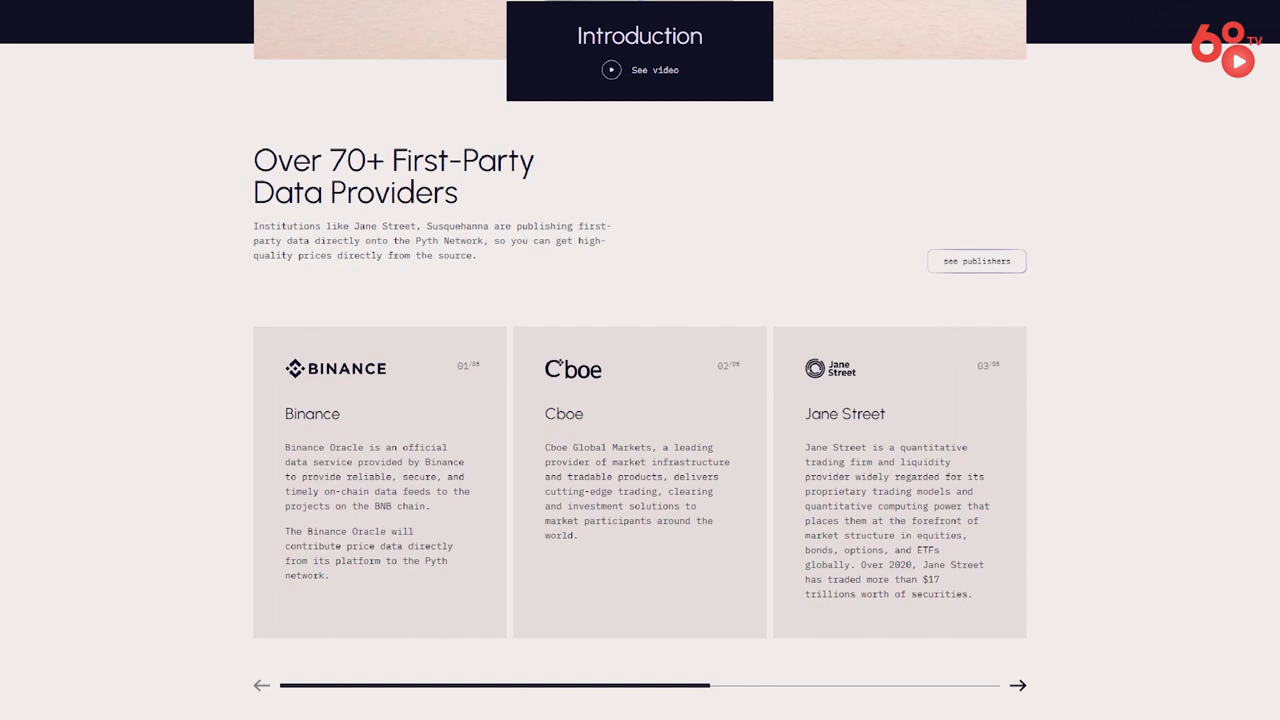 Introduction
See video
60 TV
Over 70+ First-Party
Data Providers
Institutions like Jane Street, Susquehanna are publishing first-
party data directly onto the Pyth Network, so you can get high-
quality prices directly from the source.
see publishers
BINANCE
01/05
Binance
Binance Oracle is an official
data service provided by Binance
to provide reliable, secure, and
timely on-chain data feeds to the
projects on the BNB chain.
The Binance Oracle will
contribute price data directly
from its platform to the Pyth
network.
Cboe
02/05
Cboe
Cboe Global Markets, a leading
provider of market infrastructure
and tradable products, delivers
cutting-edge trading, clearing
and investment solutions to
market participants around the
world.
Jane
Street
03/05
Jane Street
Jane Street is a quantitative
trading firm and liquidity
provider widely regarded for its
proprietary trading models and
quantitative computing power that
places them at the forefront of
market structure in equities,
bonds, options, and ETFs
globally. Over 2020, Jane Street
has traded more than $17
trillions worth of securities.